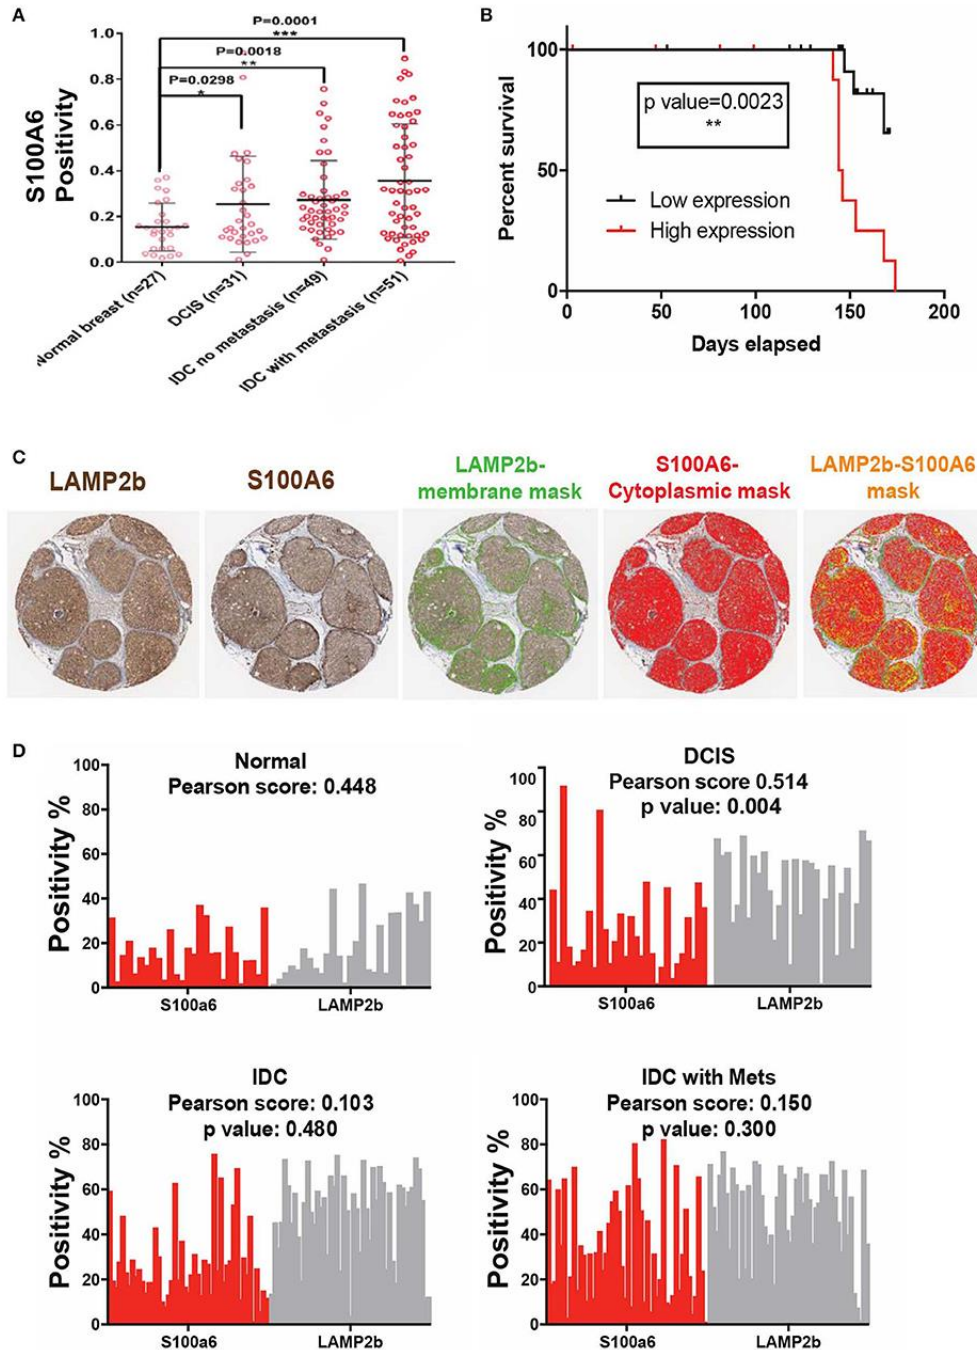 A
P=0.0001
***
P=0.0018
**
P=0.0298
*
S100A6
Positivity
1.0
0.8
0.6
0.4
0.2
0.0
Normal breast (n=27)
DCIS (n=31)
IDC no metastasis (n=49)
IDC with metastasis (n=51)
B
Percent survival
100
50
0
p value=0.0023
**
Low expression
High expression
0
50
100
150
200
Days elapsed
C
LAMP2b
S100A6
LAMP2b-
membrane mask
S100A6-
Cytoplasmic mask
LAMP2b-S100A6
mask
D
Normal
Pearson score: 0.448
Positivity %
100
80
60
40
20
0
S100a6
LAMP2b
DCIS
Pearson score 0.514
p value: 0.004
Positivity %
100
80
60
40
20
0
S100a6
LAMP2b
IDC
Pearson score: 0.103
p value: 0.480
Positivity %
100
80
60
40
20
0
S100a6
LAMP2b
IDC with Mets
Pearson score: 0.150
p value: 0.300
Positivity %
100
80
60
40
20
0
S100a6
LAMP2b